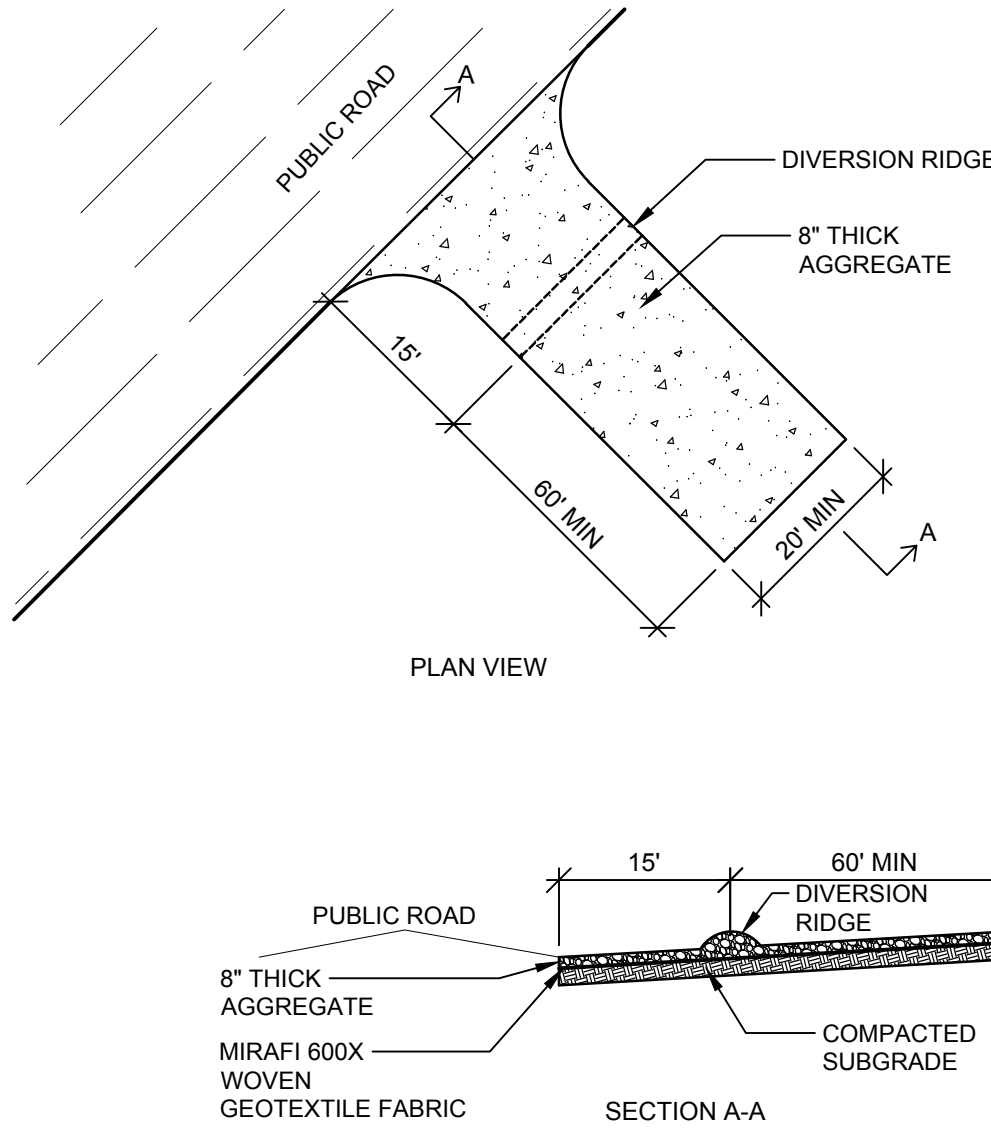 PUBLIC ROAD
A
DIVERSION RIDGE
8" THICK
AGGREGATE
15'
60' MIN
20' MIN
A
PLAN VIEW
15'
60' MIN
DIVERSION
RIDGE
PUBLIC ROAD
8" THICK
AGGREGATE
MIRAFI 600X
WOVEN
GEOTEXTILE FABRIC
COMPACTED
SUBGRADE
SECTION A-A